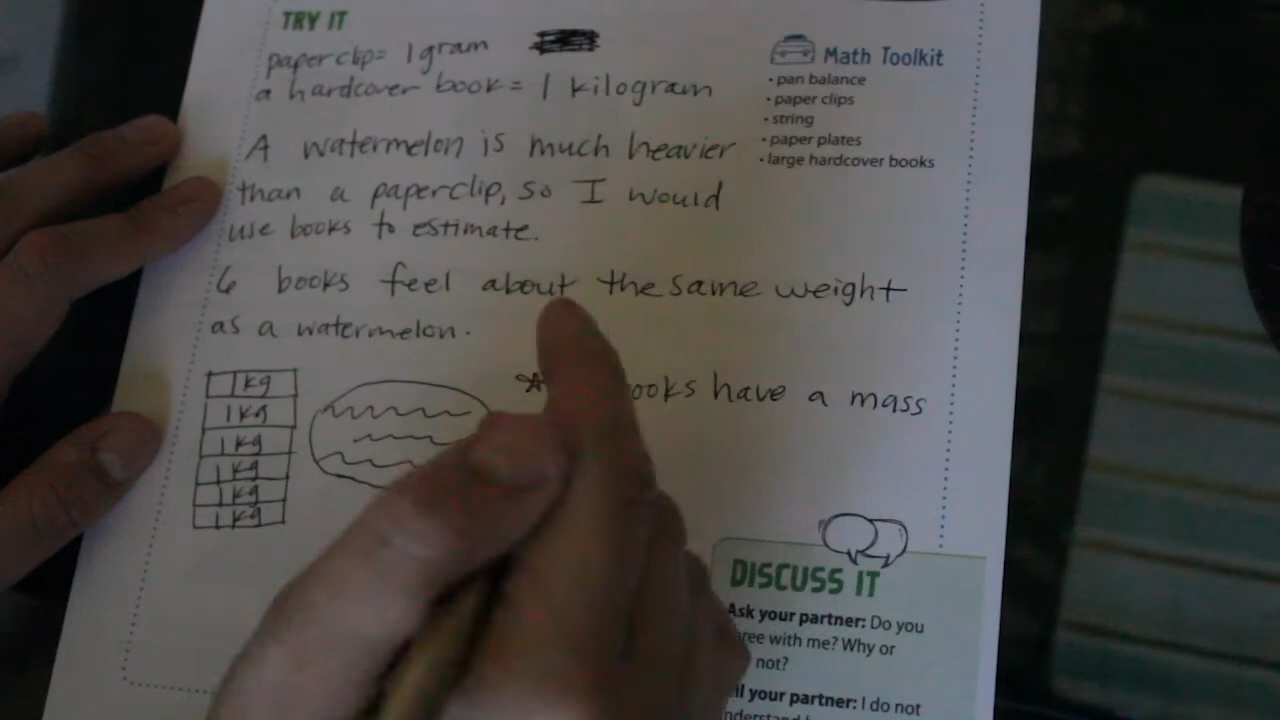 TRY IT
paperclip= 1 gram
a hardcover book = 1 kilogram
A watermelon is much heavier
than a paperclip, so I would
use books to estimate.
6 books feel about the same weight
as a watermelon.
1 kg
1 kg
1 kg
1 kg
1 kg
1 kg
* ooks have a mass
Math Toolkit
• pan balance
• paper clips
• string
• paper plates
• large hardcover books
DISCUSS IT
Ask your partner: Do you
ree with me? Why or
not?
your partner: I do not